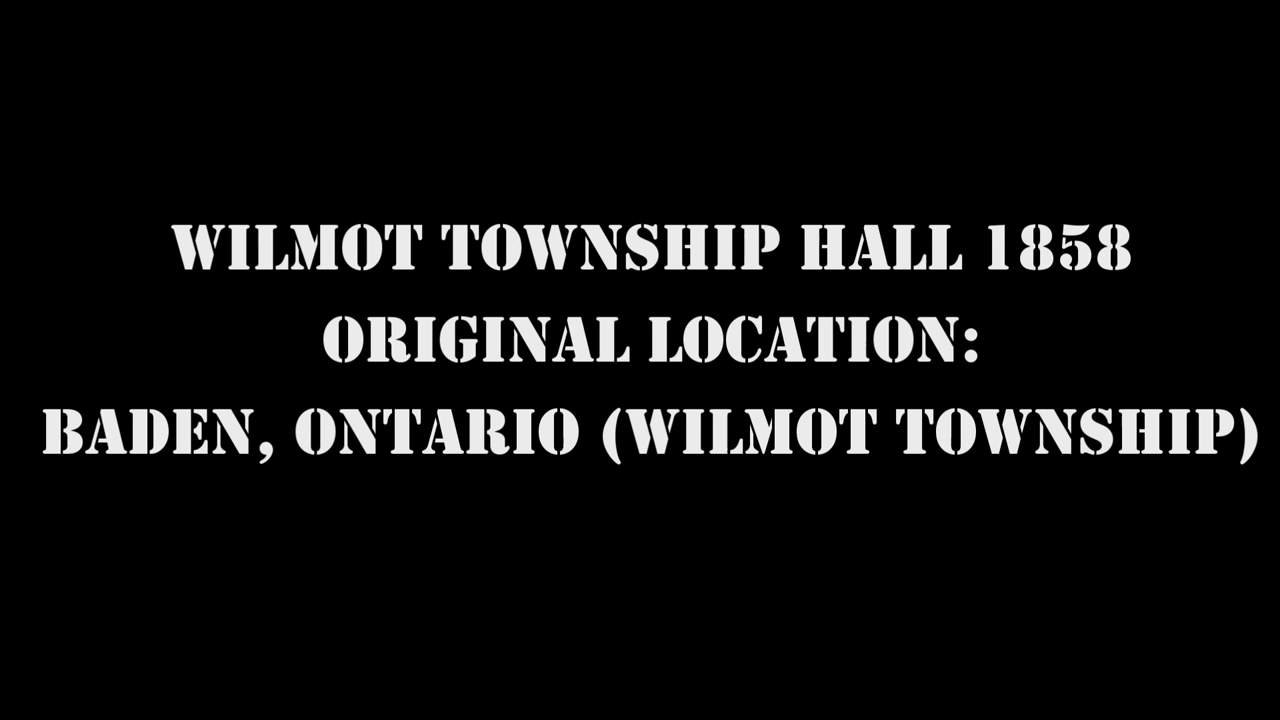 WILMOT TOWNSHIP HALL 1858
ORIGINAL LOCATION:
BADEN, ONTARIO (WILMOT TOWNSHIP)